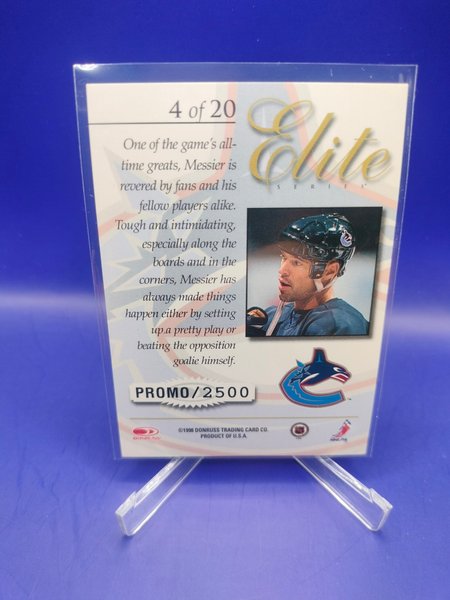 4 of 20
Elite
SERIES
One of the game's all-
time greats, Messier is
revered by fans and his
fellow players alike.
Tough and intimidating,
especially along the
boards and in the
corners, Messier has
always made things
happen either by setting
up a pretty play or
beating the opposition
goalie himself.
PROMO/2500
©1998 DONRUSS TRADING CARD CO.
PRODUCT OF U.S.A.